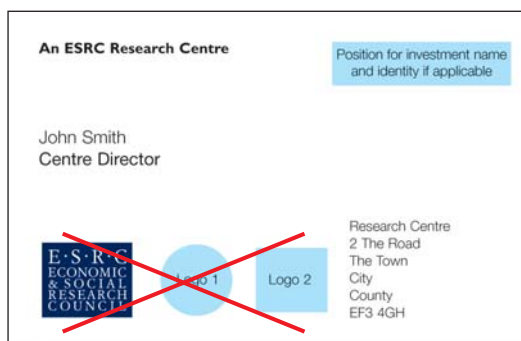 An ESRC Research Centre
Position for investment name
and identity if applicable
John Smith
Centre Director
E·S·R·C
ECONOMIC
& SOCIAL
RESEARCH
COUNCIL
Logo 1
Logo 2
Research Centre
2 The Road
The Town
City
County
EF3 4GH